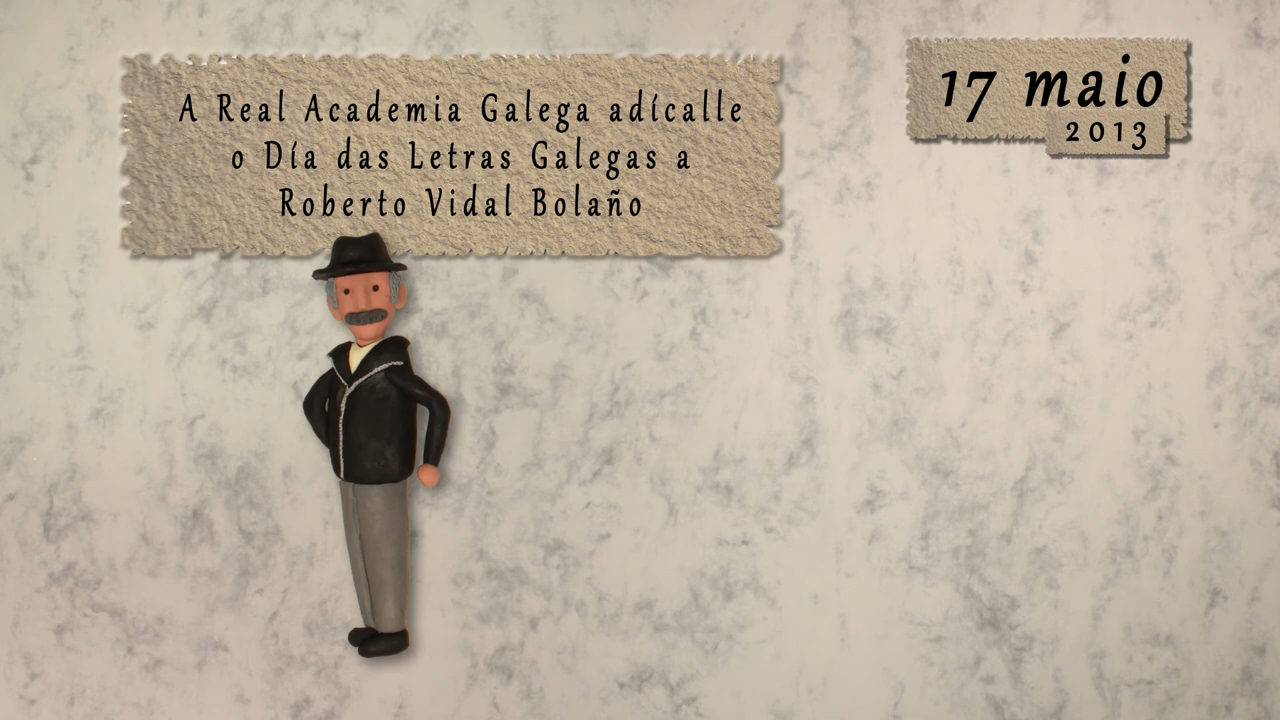 A Real Academia Galega adícalle
o Día das Letras Galegas a
Roberto Vidal Bolaño
17 maio
2013